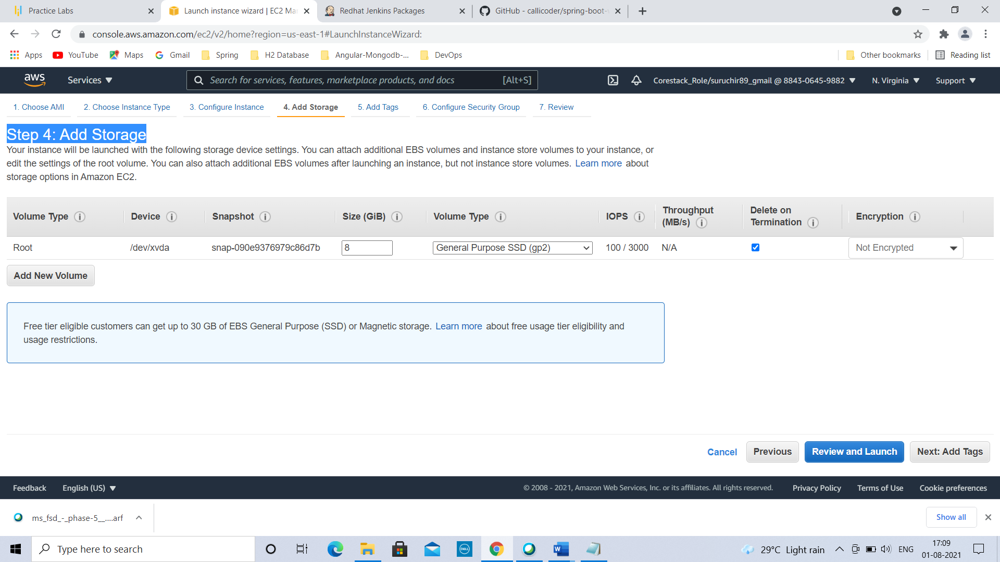 Practice Labs
Launch instance wizard | EC2 Ma
Redhat Jenkins Packages
GitHub - callicoder/spring-boot-
console.aws.amazon.com/ec2/v2/home?region=us-east-1#LaunchInstanceWizard:
Apps YouTube Maps Gmail Spring H2 Database Angular-Mongodb-... DevOps Other bookmarks Reading list
aws Services Search for services, features, marketplace products, and docs [Alt+S] Corestack_Role/suruchir89_gmail @ 8843-0645-9882 N. Virginia Support
1. Choose AMI 2. Choose Instance Type 3. Configure Instance 4. Add Storage 5. Add Tags 6. Configure Security Group 7. Review
Step 4: Add Storage
Your instance will be launched with the following storage device settings. You can attach additional EBS volumes and instance store volumes to your instance, or
edit the settings of the root volume. You can also attach additional EBS volumes after launching an instance, but not instance store volumes. Learn more about
storage options in Amazon EC2.
Volume Type Device Snapshot Size (GiB) Volume Type IOPS Throughput (MB/s) Delete on Termination Encryption
Root /dev/xvda snap-090e9376979c86d7b 8 General Purpose SSD (gp2) 100 / 3000 N/A Not Encrypted
Add New Volume
Free tier eligible customers can get up to 30 GB of EBS General Purpose (SSD) or Magnetic storage. Learn more about free usage tier eligibility and
usage restrictions.
Cancel Previous Review and Launch Next: Add Tags
Feedback English (US) © 2008 - 2021, Amazon Web Services, Inc. or its affiliates. All rights reserved. Privacy Policy Terms of Use Cookie preferences
ms_fsd_-_phase-5__....arf Show all
Type here to search DELL W 29°C Light rain ENG 17:09
01-08-2021